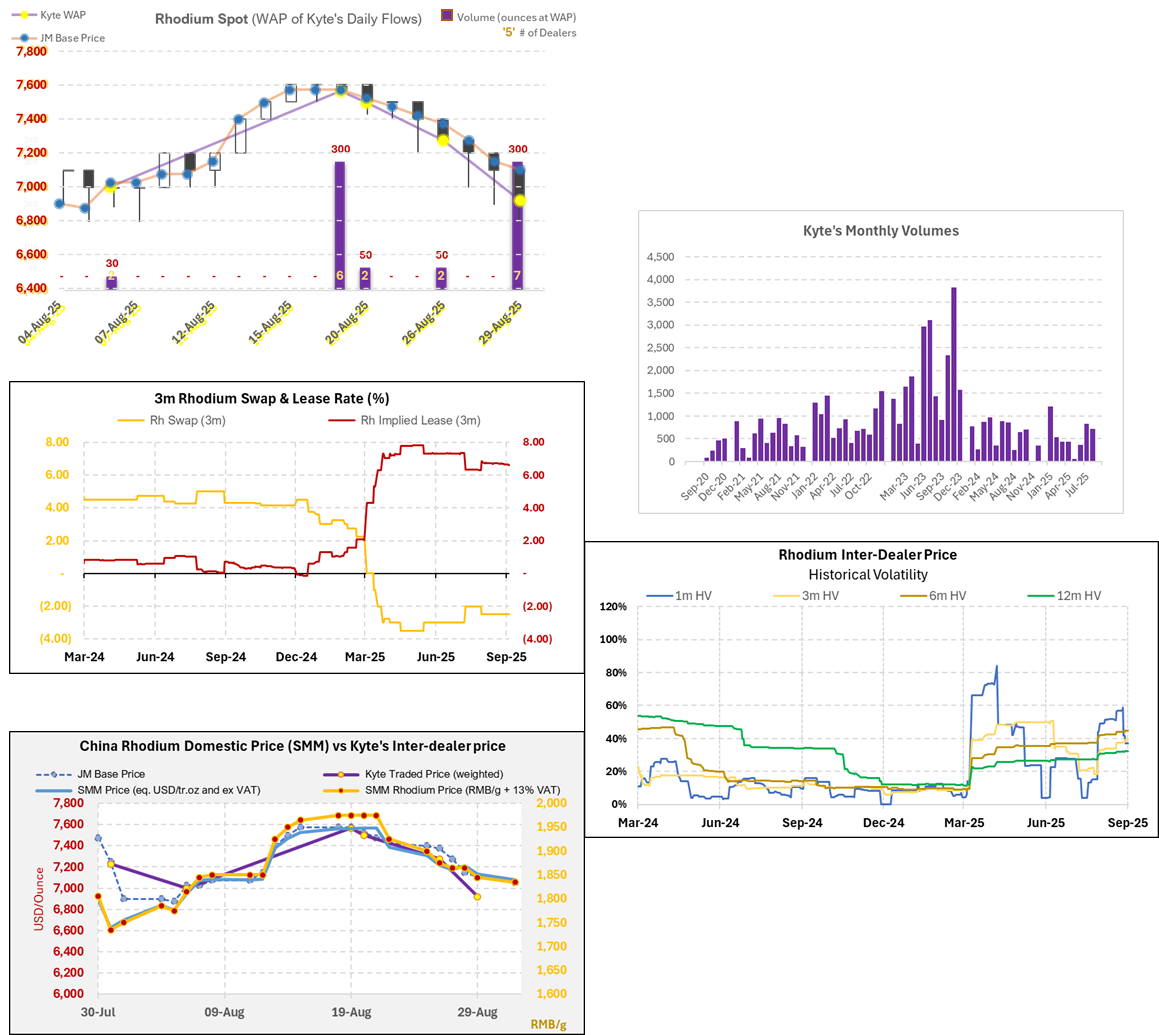 Kyte WAP
JM Base Price
Rhodium Spot (WAP of Kyte's Daily Flows)
Volume (ounces at WAP)
'5' # of Dealers
7,800
7,600
7,400
7,200
7,000
6,800
6,600
6,400
30
300
50
50
300
2
6
2
2
7
- - - - - - - - - - - - - -
04-Aug-25
07-Aug-25
12-Aug-25
15-Aug-25
20-Aug-25
26-Aug-25
29-Aug-25
Kyte's Monthly Volumes
4,500
4,000
3,500
3,000
2,500
2,000
1,500
1,000
500
0
Sep-20
Dec-20
Feb-21
May-21
Aug-21
Nov-21
Jan-22
Apr-22
Jul-22
Oct-22
Mar-23
Jun-23
Sep-23
Dec-23
Feb-24
May-24
Aug-24
Nov-24
Jan-25
Apr-25
Jul-25
3m Rhodium Swap & Lease Rate (%)
Rh Swap (3m)
Rh Implied Lease (3m)
8.00
6.00
4.00
2.00
-
(2.00)
(4.00)
8.00
6.00
4.00
2.00
-
(2.00)
(4.00)
Mar-24
Jun-24
Sep-24
Dec-24
Mar-25
Jun-25
Sep-25
Rhodium Inter-Dealer Price
Historical Volatility
1m HV
3m HV
6m HV
12m HV
120%
100%
80%
60%
40%
20%
0%
Mar-24
Jun-24
Sep-24
Dec-24
Mar-25
Jun-25
Sep-25
China Rhodium Domestic Price (SMM) vs Kyte's Inter-dealer price
JM Base Price
Kyte Traded Price (weighted)
SMM Price (eq. USD/tr.oz and ex VAT)
SMM Rhodium Price (RMB/g + 13% VAT)
USD/Ounce
7,800
7,600
7,400
7,200
7,000
6,800
6,600
6,400
6,200
6,000
2,000
1,950
1,900
1,850
1,800
1,750
1,700
1,650
1,600
30-Jul
09-Aug
19-Aug
29-Aug
RMB/g